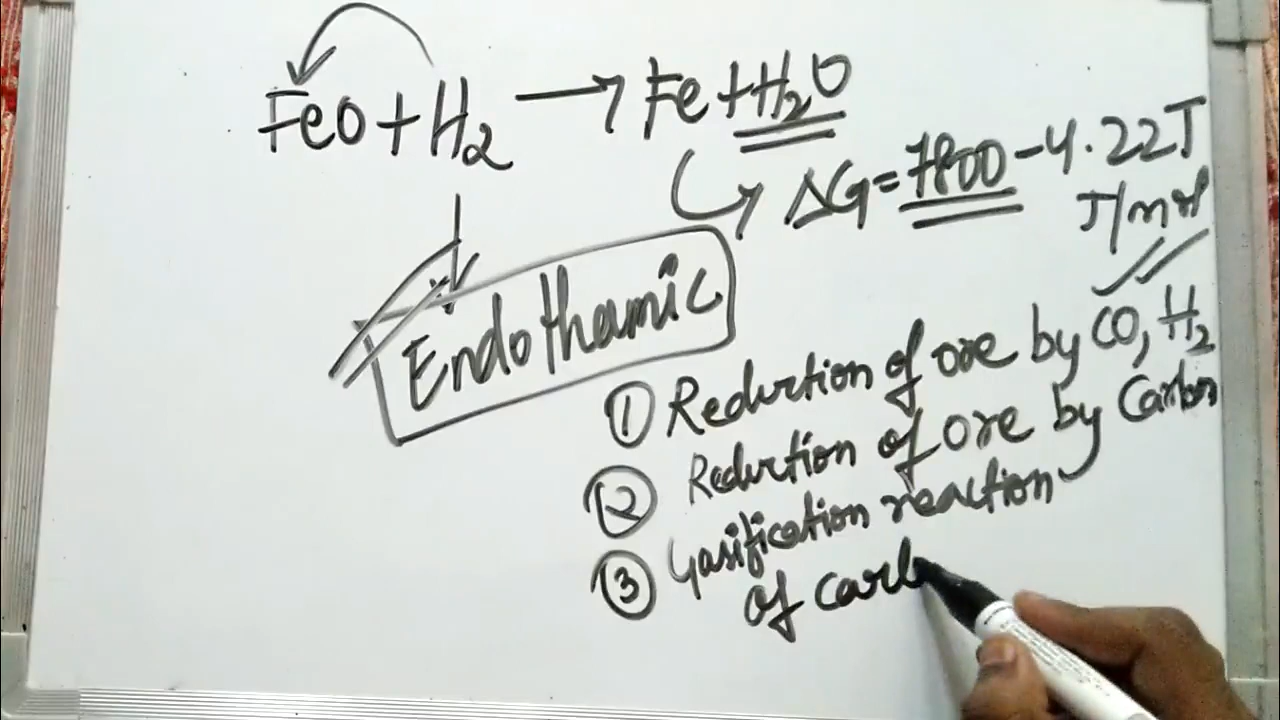 FeO + H₂ → Fe + H₂O
ΔG = 7800 - 4.22T
J/mol
Endothamic
① Reduction of ore by CO, H₂
② Reduction of ore by Carbon
③ Gasification reaction
of carb